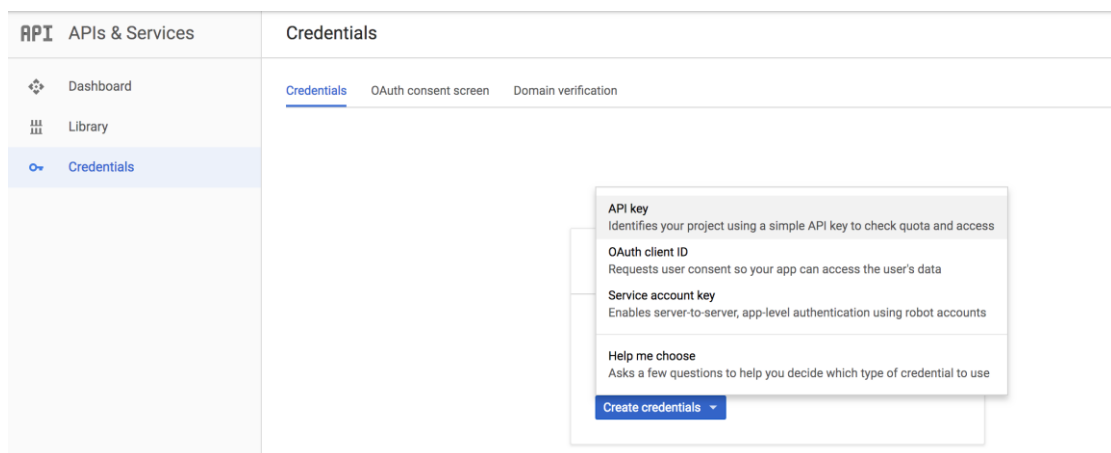 API APIs & Services
Credentials
Dashboard
Library
Credentials
Credentials OAuth consent screen Domain verification
API key
Identifies your project using a simple API key to check quota and access
OAuth client ID
Requests user consent so your app can access the user's data
Service account key
Enables server-to-server, app-level authentication using robot accounts
Help me choose
Asks a few questions to help you decide which type of credential to use
Create credentials